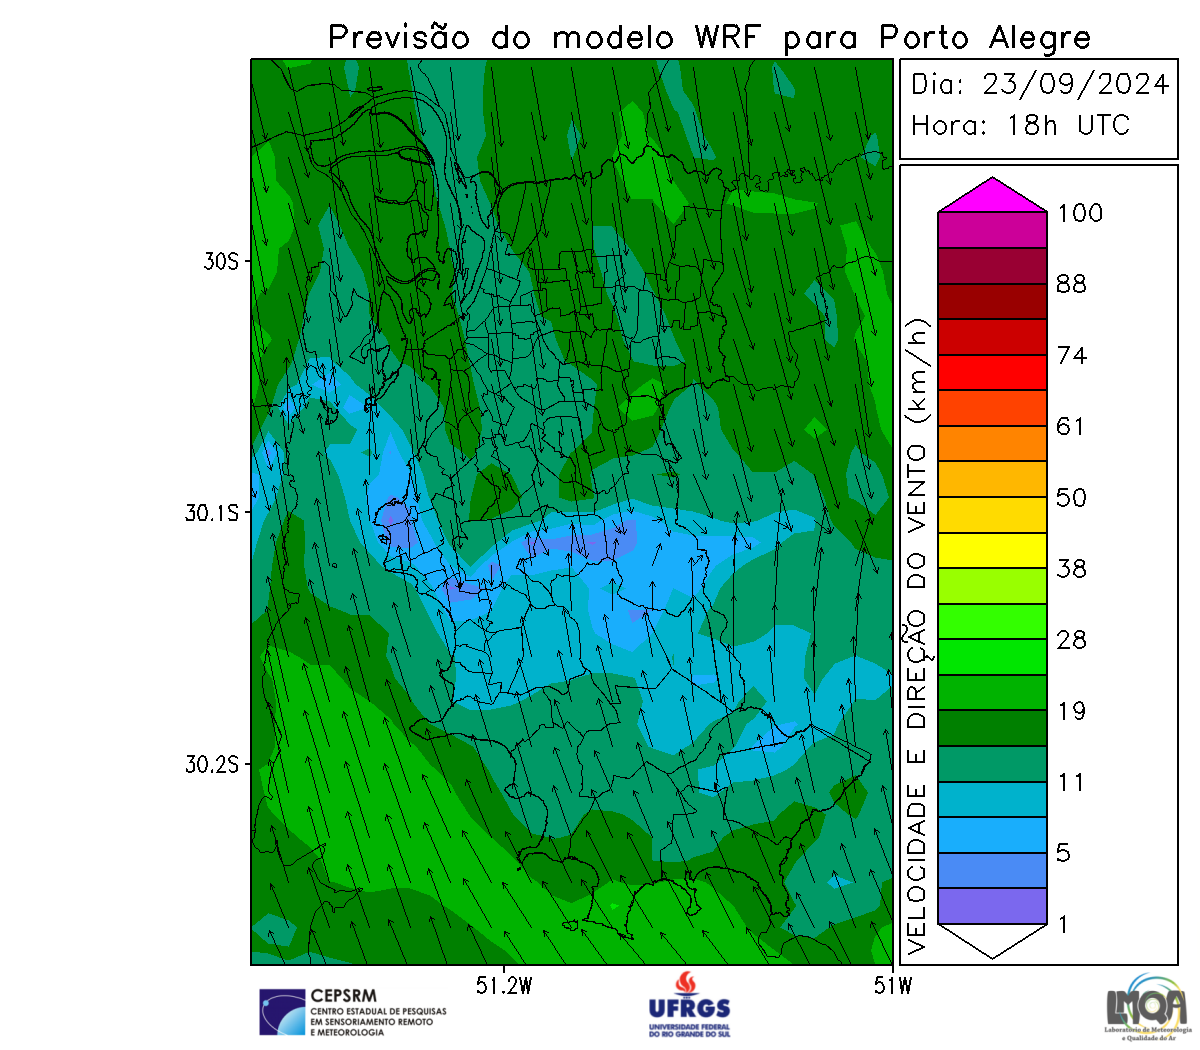 Previsão do modelo WRF para Porto Alegre
Dia: 23/09/2024
Hora: 18h UTC
30S
30.1S
30.2S
51.2W
51W
VELOCIDADE E DIREÇÃO DO VENTO (km/h)
100
88
74
61
50
38
28
19
11
5
1
CEPSRM
CENTRO ESTADUAL DE PESQUISAS
EM SENSORIAMENTO REMOTO
E METEOROLOGIA
UFRGS
UNIVERSIDADE FEDERAL
DO RIO GRANDE DO SUL
LMQA
Laboratório de Meteorologia
e Qualidade do Ar